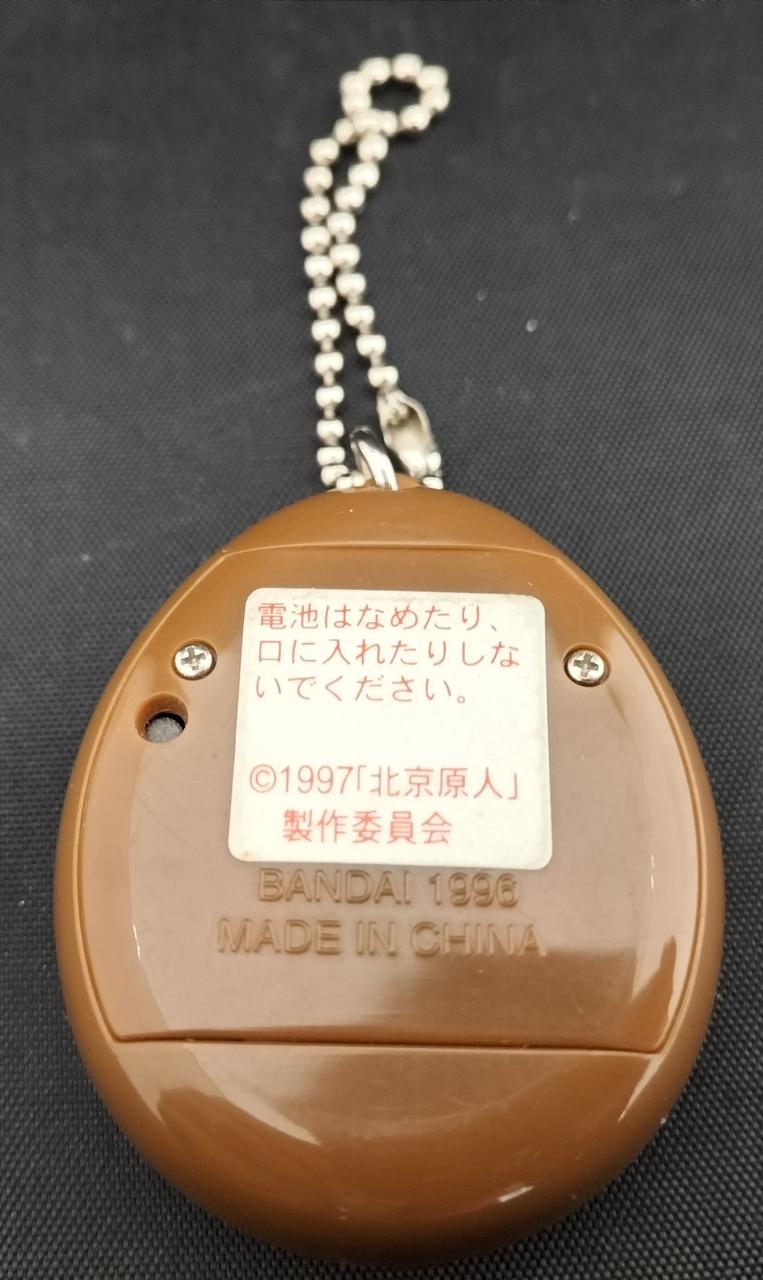 電池はなめたり、
口に入れたりしな
いでください。
©1997「北京原人」
製作委員会
BANDAI 1996
MADE IN CHINA